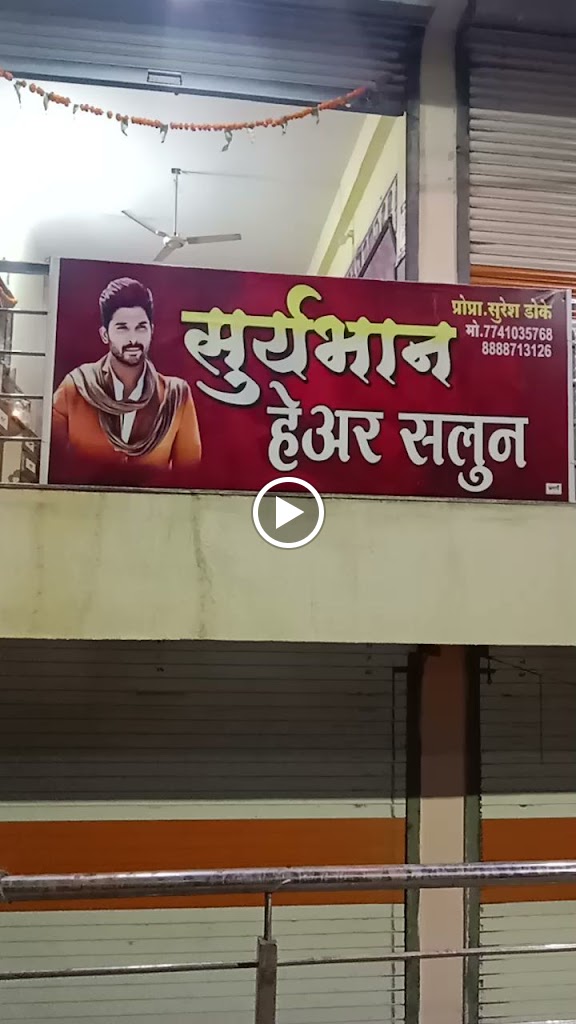 प्रोप्रा.सुरेश डोके
मो.7741035768
8888713126
सुर्यभान
हेअर सलुन